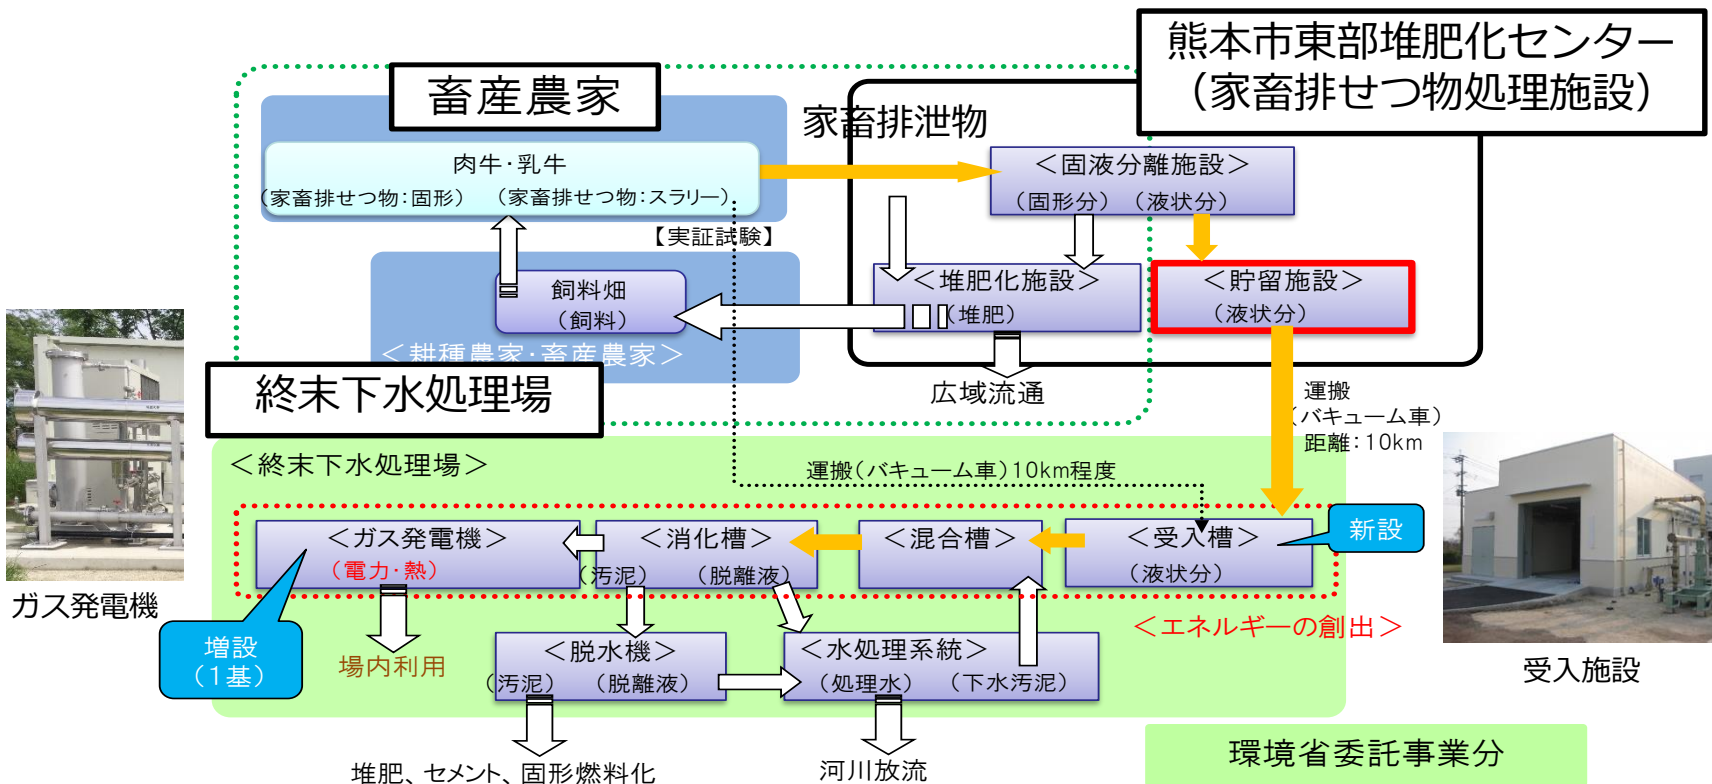 熊本市東部堆肥化センター
（家畜排せつ物処理施設）
畜産農家
家畜排泄物
肉牛・乳牛
（家畜排せつ物：固形）　（家畜排せつ物：スラリー）
＜固液分離施設＞
（固形分）（液状分）
【実証試験】
飼料畑
（飼料）
＜堆肥化施設＞
（堆肥）
＜貯留施設＞
（液状分）
＜耕種農家・畜産農家＞
広域流通
終末下水処理場
運搬
（バキューム車）
距離：10km
＜終末下水処理場＞
運搬（バキューム車）10km程度
＜ガス発電機＞
（電力・熱）
＜消化槽＞
（汚泥）　（脱離液）
＜混合槽＞
＜受入槽＞
（液状分）
新設
ガス発電機
増設
（1基）
場内利用
＜脱水機＞
（汚泥）　（脱離液）
＜水処理系統＞
（処理水）　（下水汚泥）
＜エネルギーの創出＞
受入施設
堆肥、セメント、固形燃料化
河川放流
環境省委託事業分